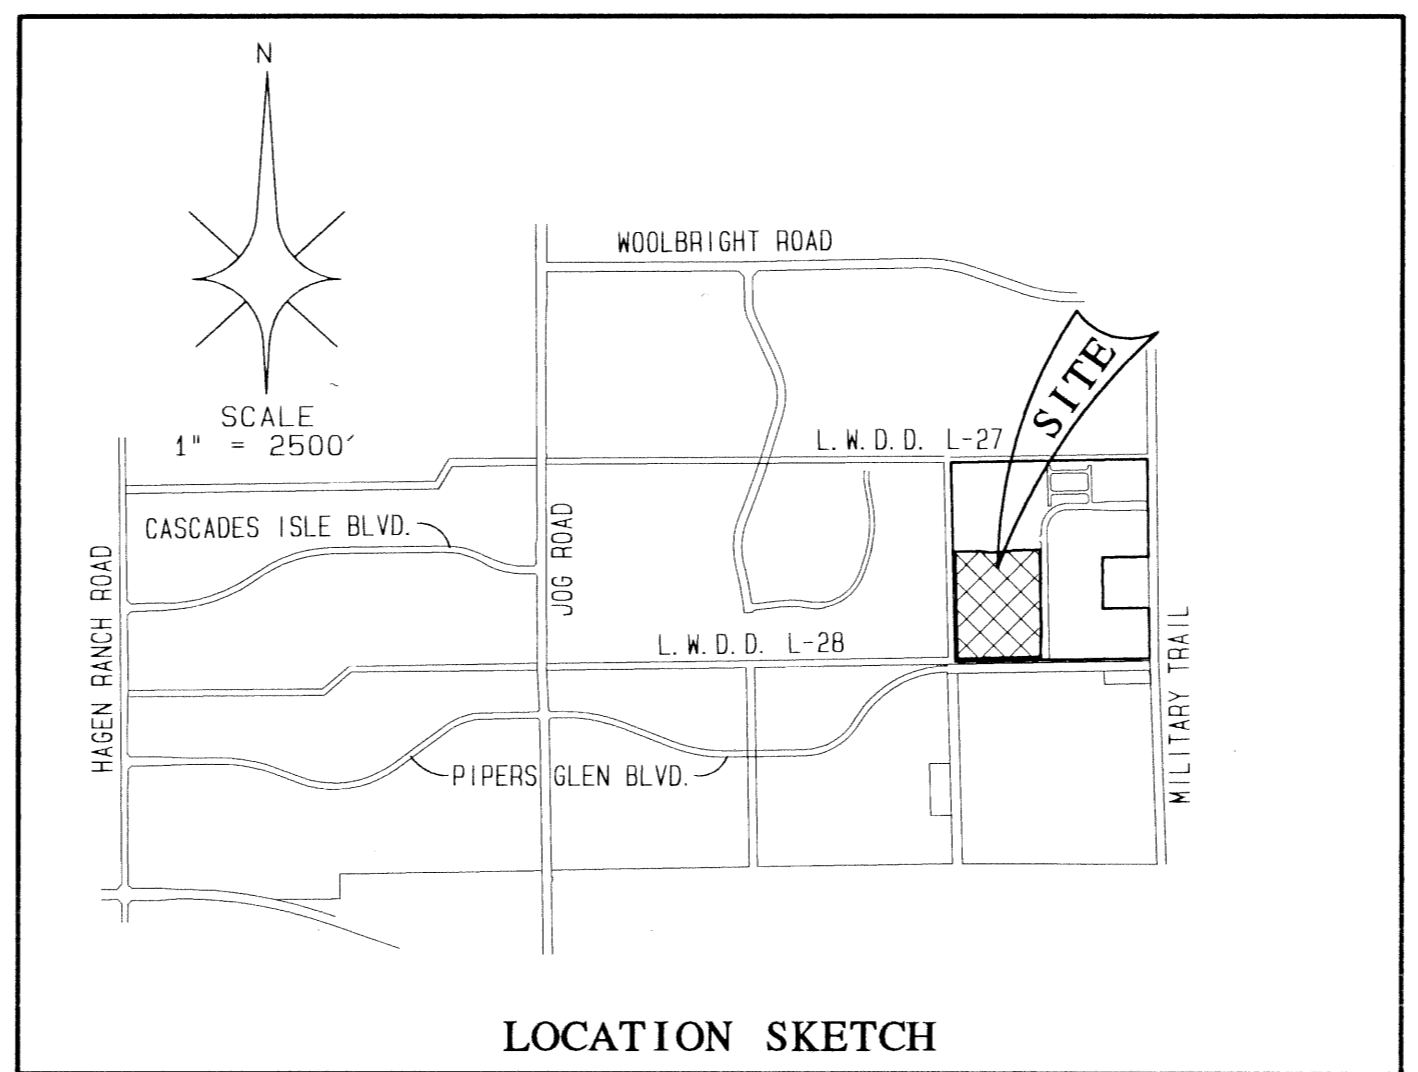 N
SCALE
1" = 2500'
WOOLBRIGHT ROAD
SITE
L. W. D. D. L-27
CASCADES ISLE BLVD.
JOG ROAD
HAGEN RANCH ROAD
L. W. D. D. L-28
MILITARY TRAIL
PIPERS GLEN BLVD.
LOCATION SKETCH